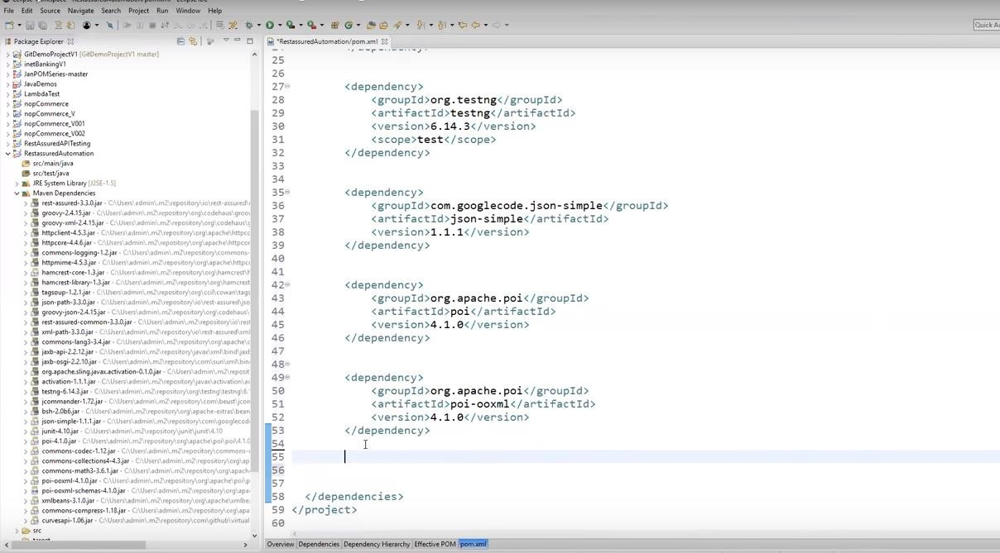 File Edit Source Navigate Search Project Run Window Help
Quick Ac
Package Explorer
*RestassuredAutomation/pom.xml
GitDemoProjectV1 [GitDemoProjectV1 master]
inetBankingV1
JanPOMSeries-master
JavaDemos
LambdaTest
nopCommerce
nopCommerce_V
nopCommerce_V001
nopCommerce_V002
RestAssuredAPITesting
RestassuredAutomation
src/main/java
src/test/java
JRE System Library [J2SE-1.5]
Maven Dependencies
rest-assured-3.3.0.jar - C:\Users\admin\.m2\repository\io\rest-assured\
groovy-2.4.15.jar - C:\Users\admin\.m2\repository\org\codehaus\
groovy-xml-2.4.15.jar - C:\Users\admin\.m2\repository\org\codeh
httpclient-4.5.3.jar - C:\Users\admin\.m2\repository\org\apache\
httpcore-4.4.6.jar - C:\Users\admin\.m2\repository\org\apache\httpcor
commons-logging-1.2.jar - C:\Users\admin\.m2\repository\commons-
httpmime-4.5.3.jar - C:\Users\admin\.m2\repository\org\apache\htt
hamcrest-core-1.3.jar - C:\Users\admin\.m2\repository\org\hamcrest\
hamcrest-library-1.3.jar - C:\Users\admin\.m2\repository\org\ham
tagsoup-1.2.1.jar - C:\Users\admin\.m2\repository\org\ccil\cowan\tags
json-path-3.3.0.jar - C:\Users\admin\.m2\repository\io\rest-assured\js
groovy-json-2.4.15.jar - C:\Users\admin\.m2\repository\org\codeh
rest-assured-common-3.3.0.jar - C:\Users\admin\.m2\repository\io\res
xml-path-3.3.0.jar - C:\Users\admin\.m2\repository\io\rest-assured\
commons-lang3-3.4.jar - C:\Users\admin\.m2\repository\org\apache\c
jaxb-api-2.2.12.jar - C:\Users\admin\.m2\repository\javax\xml\bind\jax
jaxb-osgi-2.2.10.jar - C:\Users\admin\.m2\repository\com\sun\xml\bin
org.apache.sling.javax.activation-0.1.0.jar - C:\Users\admin\.m2\repos
activation-1.1.1.jar - C:\Users\admin\.m2\repository\javax\activation\a
testng-6.14.3.jar - C:\Users\admin\.m2\repository\org\testng\testng\6.
jcommander-1.72.jar - C:\Users\admin\.m2\repository\com\beust\jcom
bsh-2.0b6.jar - C:\Users\admin\.m2\repository\org\apache-extras\bean
json-simple-1.1.1.jar - C:\Users\admin\.m2\repository\com\googlecod
junit-4.10.jar - C:\Users\admin\.m2\repository\junit\junit\4.10
poi-4.1.0.jar - C:\Users\admin\.m2\repository\org\apache\poi\poi\4.1.0
commons-codec-1.12.jar - C:\Users\admin\.m2\repository\commons-
commons-collections4-4.3.jar - C:\Users\admin\.m2\repository\org\ap
commons-math3-3.6.1.jar - C:\Users\admin\.m2\repository\org\apach
poi-ooxml-4.1.0.jar - C:\Users\admin\.m2\repository\org\apache\poi\p
poi-ooxml-schemas-4.1.0.jar - C:\Users\admin\.m2\repository\org\apa
xmlbeans-3.1.0.jar - C:\Users\admin\.m2\repository\org\apache\xmlbe
commons-compress-1.18.jar - C:\Users\admin\.m2\repository\org\apa
curvesapi-1.06.jar - C:\Users\admin\.m2\repository\com\github\virtual
src
target
</dependency>
25
26
27 <dependency>
28 <groupId>org.testng</groupId>
29 <artifactId>testng</artifactId>
30 <version>6.14.3</version>
31 <scope>test</scope>
32 </dependency>
33
34
35 <dependency>
36 <groupId>com.googlecode.json-simple</groupId>
37 <artifactId>json-simple</artifactId>
38 <version>1.1.1</version>
39 </dependency>
40
41
42 <dependency>
43 <groupId>org.apache.poi</groupId>
44 <artifactId>poi</artifactId>
45 <version>4.1.0</version>
46 </dependency>
47
48
49 <dependency>
50 <groupId>org.apache.poi</groupId>
51 <artifactId>poi-ooxml</artifactId>
52 <version>4.1.0</version>
53 </dependency>
54
55
56
57
58 </dependencies>
59 </project>
60
Overview Dependencies Dependency Hierarchy Effective POM pom.xml